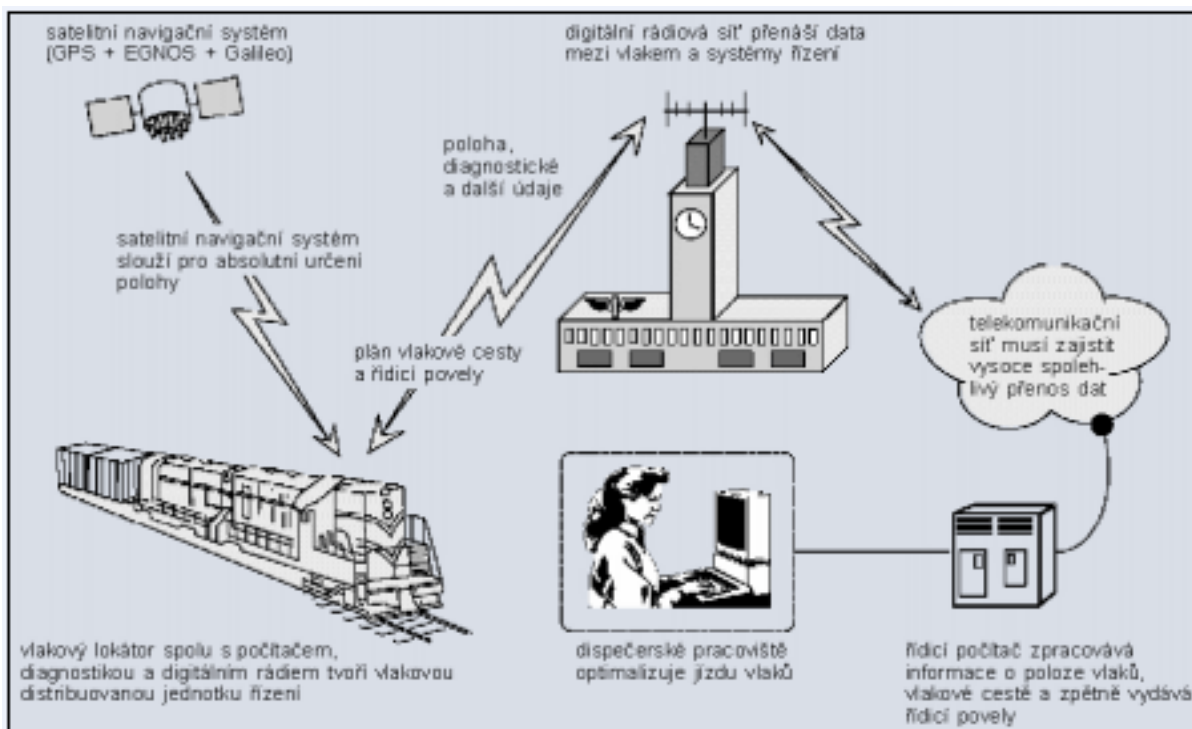 satelitní navigační systém
(GPS + EGNOS + Galileo)
digitální rádiová síť přenáší data
mezi vlakem a systémy řízení
poloha,
diagnostické
a další údaje
satelitní navigační systém
slouží pro absolutní určení
polohy
plán vlakové cesty
a řídicí povely
telekomunikační
síť musí zajistit
vysoce spoleh-
livý přenos dat
vlakový lokátor spolu s počítačem,
diagnostikou a digitálním rádiem tvoří vlakovou
distribuovanou jednotku řízení
dispečerské pracoviště
optimalizuje jízdu vlaků
řídicí počítač zpracovává
informace o poloze vlaků,
vlakové cestě a zpětně vydává
řídicí povely